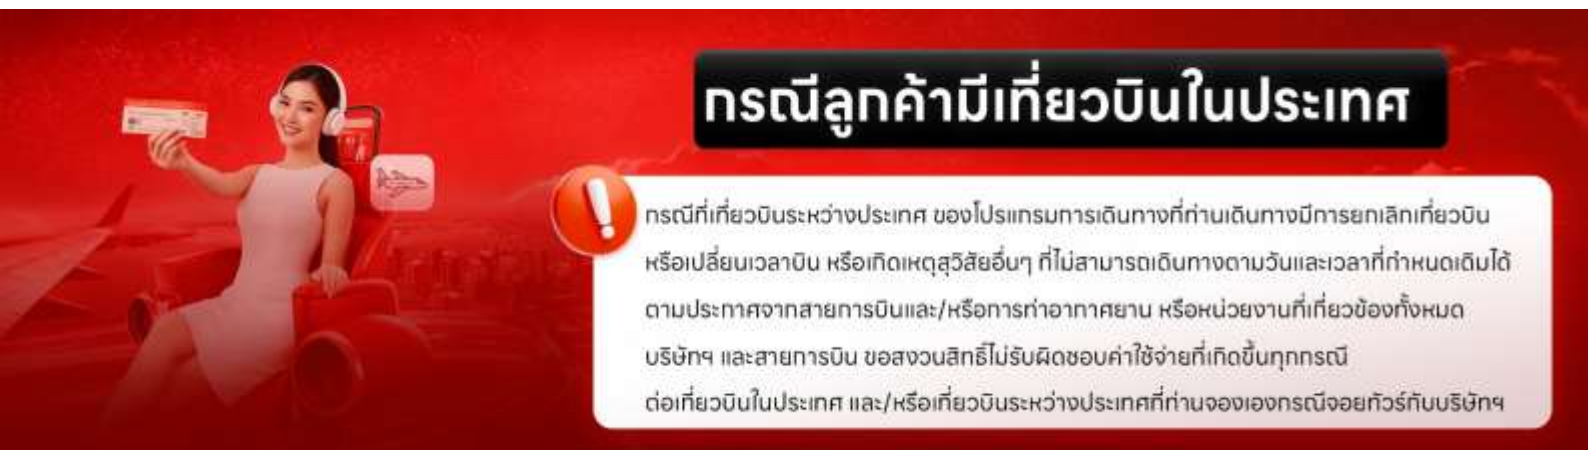 กรณีลูกค้ามีเที่ยวบินในประเทศ
กรณีที่เที่ยวบินระหว่างประเทศ ของโปรแกรมการเดินทางที่ท่านเดินทางมีการยกเลิกเที่ยวบิน
หรือเปลี่ยนเวลาบิน หรือเกิดเหตุสุวิสัยอื่นๆ ที่ไม่สามารถเดินทางตามวันและเวลาที่กำหนดเดิมได้
ตามประกาศจากสายการบินและ/หรือการท่าอากาศยาน หรือหน่วยงานที่เกี่ยวข้องทั้งหมด
บริษัทฯ และสายการบิน ขอสงวนสิทธิ์ไม่รับผิดชอบค่าใช้จ่ายที่เกิดขึ้นทุกกรณี
ต่อเที่ยวบินในประเทศ และ/หรือเที่ยวบินระหว่างประเทศที่ท่านจองเองกรณีจอยทัวร์กับบริษัทฯ